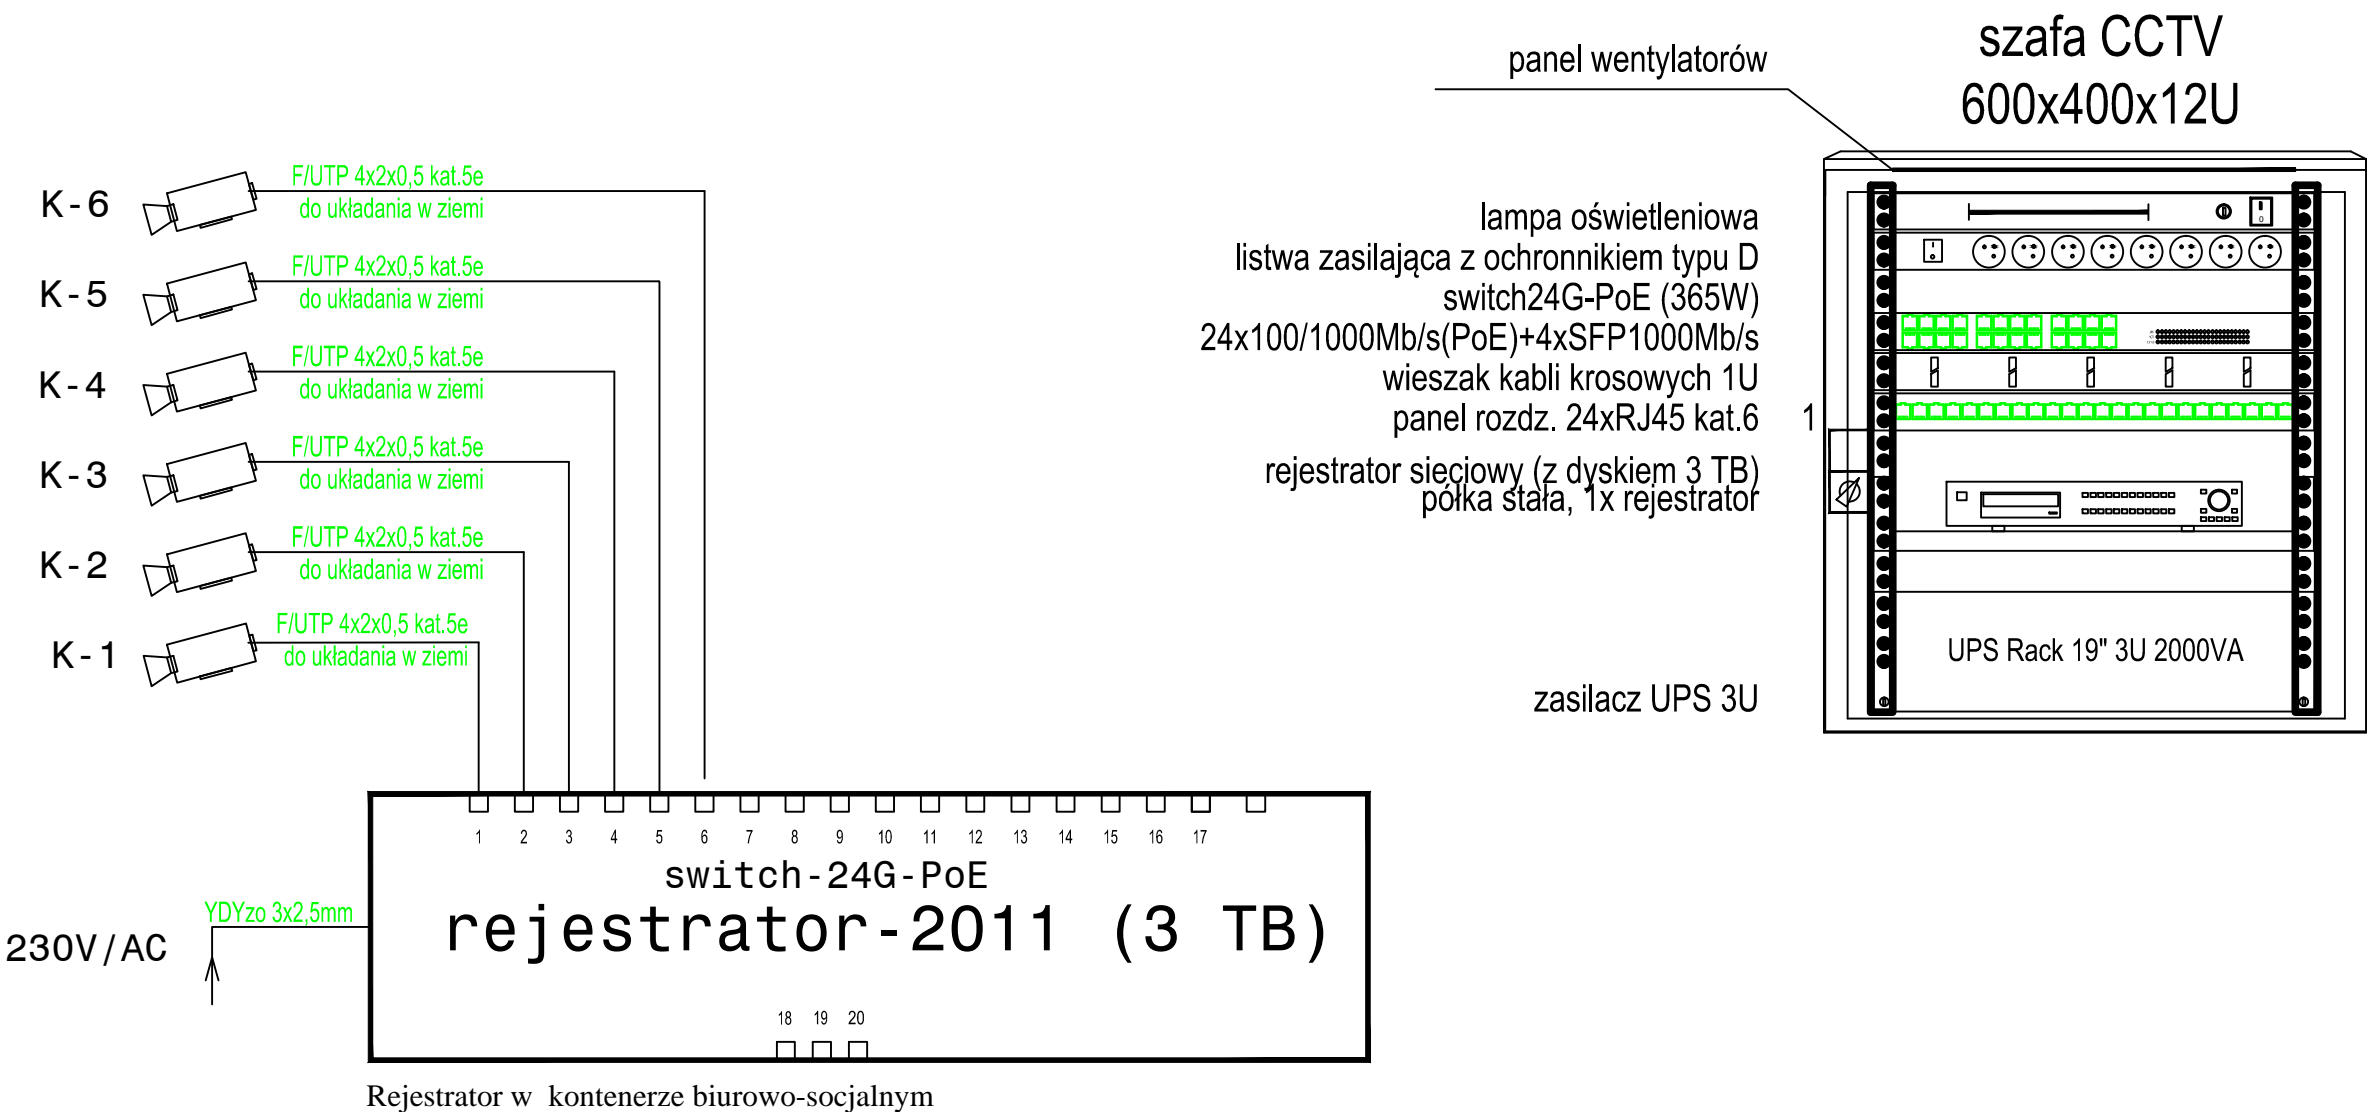 szafa CCTV
600x400x12U
panel wentylatorów
lampa oświetleniowa
listwa zasilająca z ochronnikiem typu D
switch24G-PoE (365W)
24x100/1000Mb/s(PoE)+4xSFP1000Mb/s
wieszak kabli krosowych 1U
panel rozdz. 24xRJ45 kat.6 1
rejestrator sieciowy (z dyskiem 3 TB)
półka stała, 1x rejestrator
UPS Rack 19" 3U 2000VA
zasilacz UPS 3U
K-6
F/UTP 4x2x0,5 kat.5e
do układania w ziemi
K-5
F/UTP 4x2x0,5 kat.5e
do układania w ziemi
K-4
F/UTP 4x2x0,5 kat.5e
do układania w ziemi
K-3
F/UTP 4x2x0,5 kat.5e
do układania w ziemi
K-2
F/UTP 4x2x0,5 kat.5e
do układania w ziemi
K-1
F/UTP 4x2x0,5 kat.5e
do układania w ziemi
1 2 3 4 5 6 7 8 9 10 11 12 13 14 15 16 17
switch-24G-PoE
rejestrator-2011 (3 TB)
YDYzo 3x2,5mm
230V/AC
18 19 20
Rejestrator w kontenerze biurowo-socjalnym